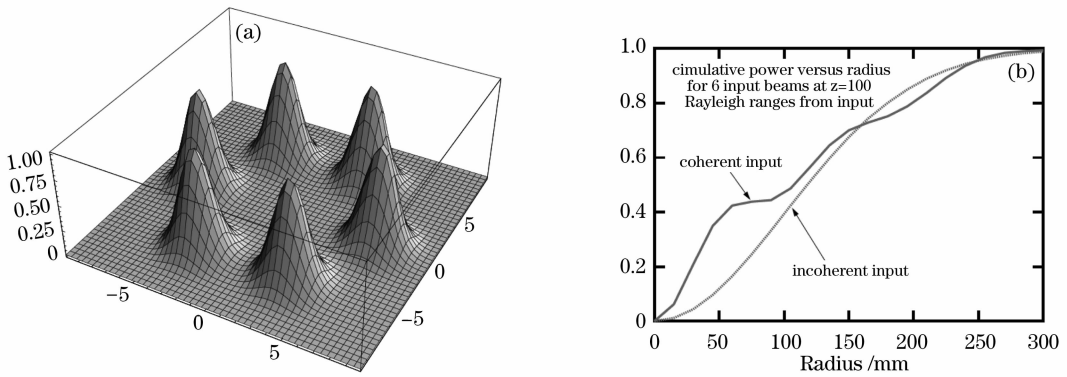 (a)
1.00
0.75
0.50
0.25
0
−5
0
5
−5
0
5
(b)
1.0
0.8
0.6
0.4
0.2
0
cimulative power versus radius
for 6 input beams at z=100
Rayleigh ranges from input
coherent input
incoherent input
0 50 100 150 200 250 300
Radius /mm